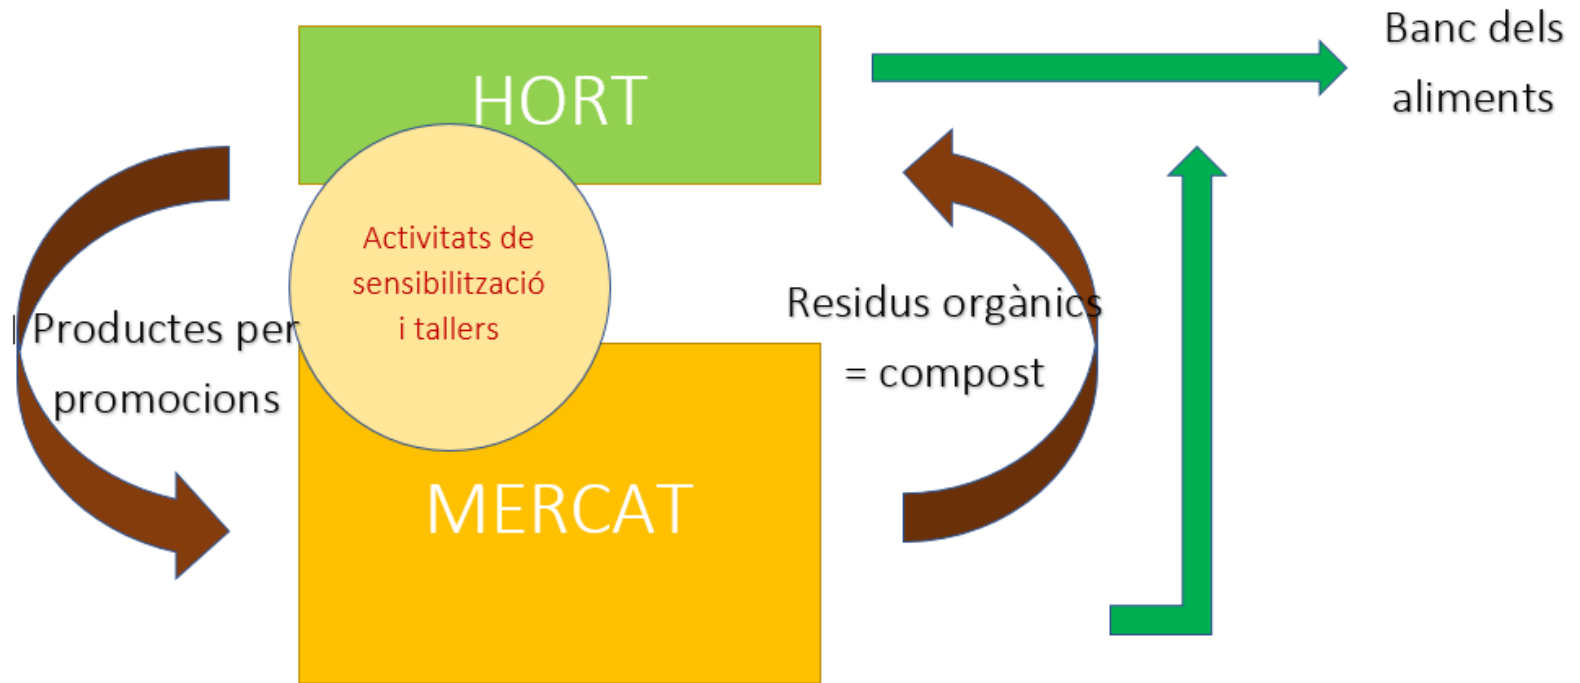 HORT
Banc dels
aliments
Activitats de
sensibilització
i tallers
Productes per
promocions
Residus orgànics
= compost
MERCAT